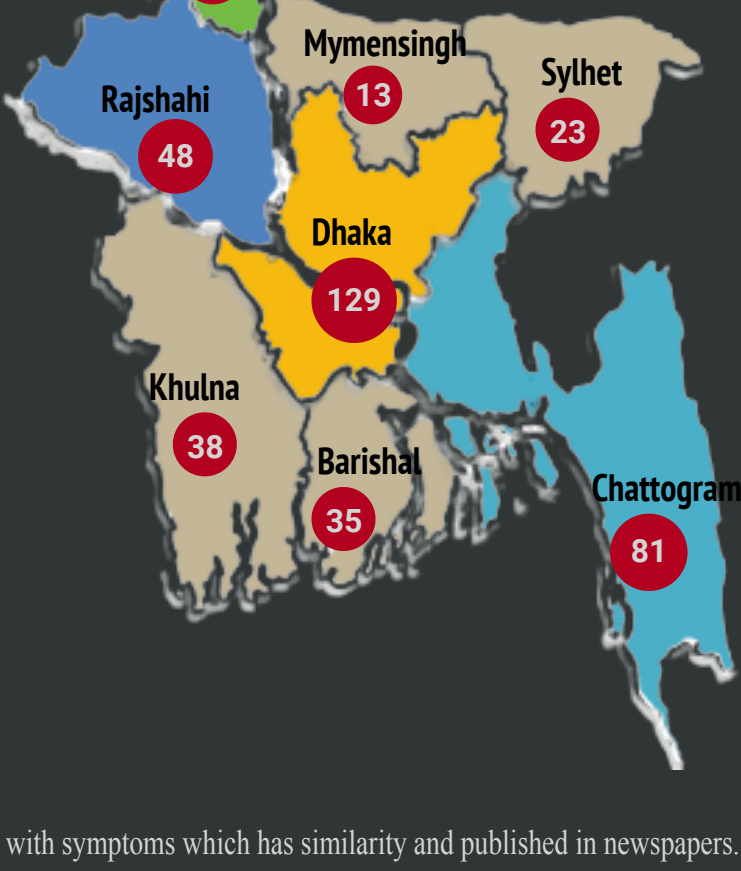 Mymensingh
13
Sylhet
23
Rajshahi
48
Dhaka
129
Khulna
38
Barishal
35
Chattogram
81
with symptoms which has similarity and published in newspapers.